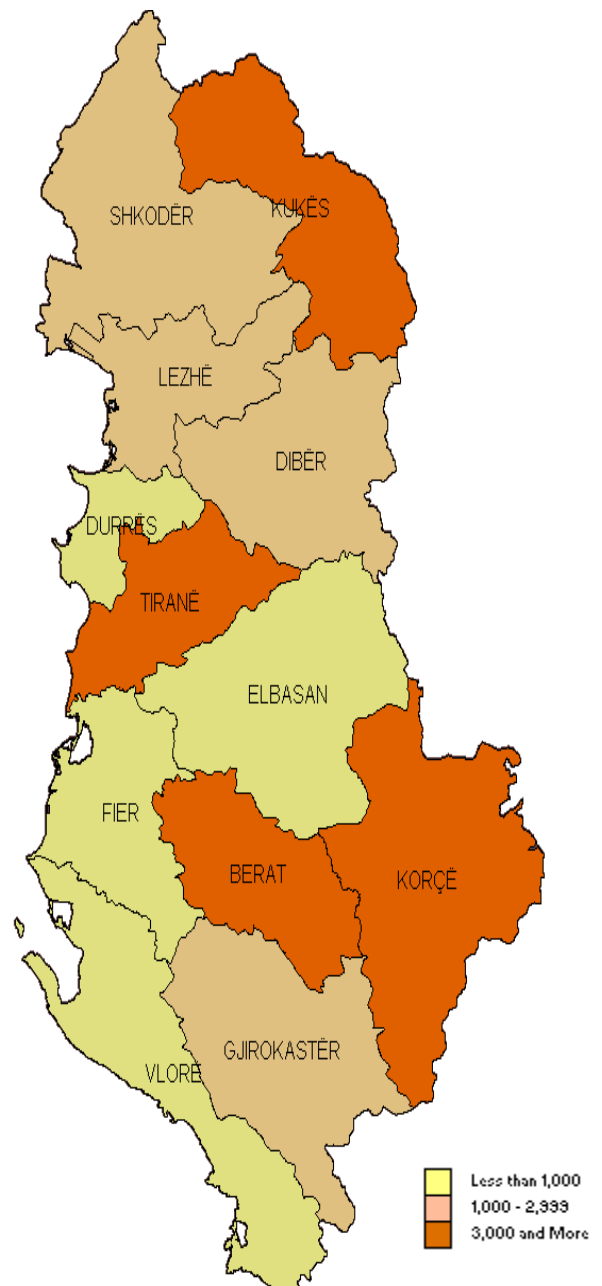 SHKODËR
KUKËS
LEZHË
DIBËR
DURRËS
TIRANË
ELBASAN
FIER
BERAT
KORÇË
GJIROKASTËR
VLORË
Less than 1,000
1,000 - 2,999
3,000 and More